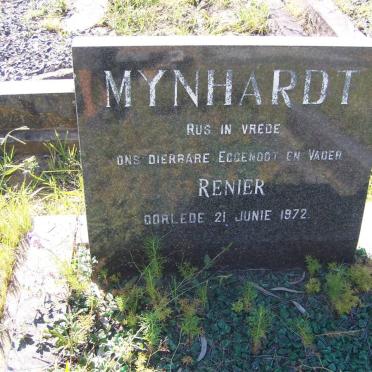 MYNHARDT
RUS IN VREDE
ONS DIERBARE EGGENOOT EN VADER
RENIER
OORLEDE 21 JUNIE 1972.